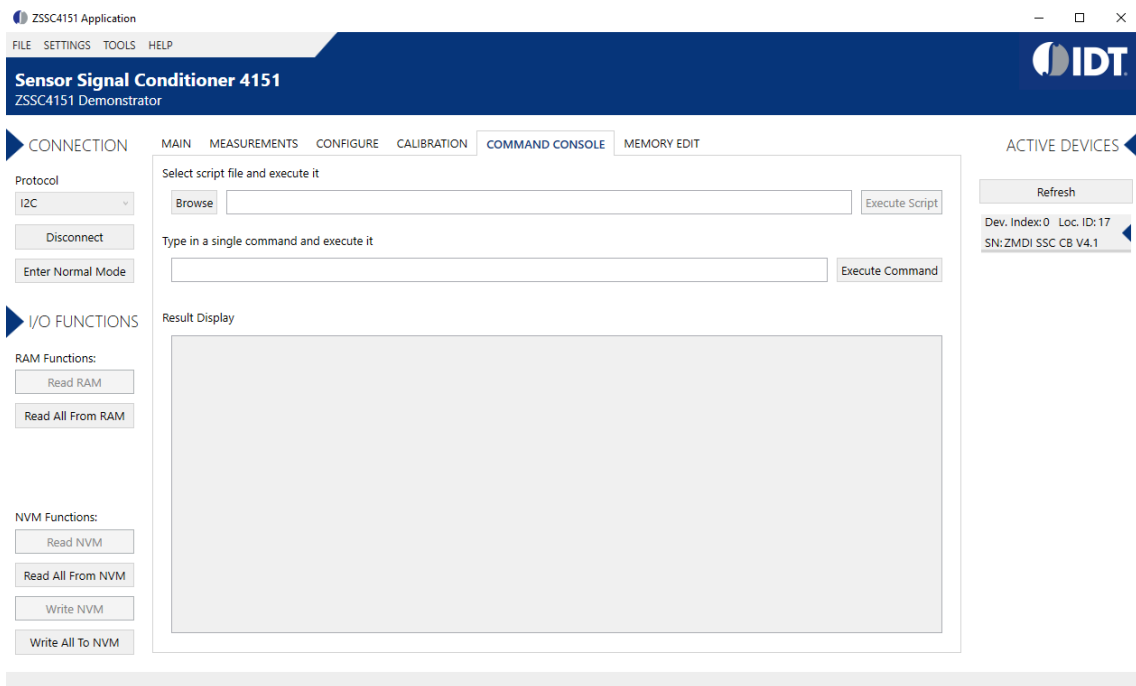 ZSSC4151 Application
FILE SETTINGS TOOLS HELP
IDT
Sensor Signal Conditioner 4151
ZSSC4151 Demonstrator
CONNECTION
Protocol
I2C
Disconnect
Enter Normal Mode
I/O FUNCTIONS
RAM Functions:
Read RAM
Read All From RAM
NVM Functions:
Read NVM
Read All From NVM
Write NVM
Write All To NVM
MAIN MEASUREMENTS CONFIGURE CALIBRATION COMMAND CONSOLE MEMORY EDIT
Select script file and execute it
Browse Execute Script
Type in a single command and execute it
Execute Command
Result Display
ACTIVE DEVICES
Refresh
Dev. Index: 0 Loc. ID: 17
SN: ZMDI SSC CB V4.1